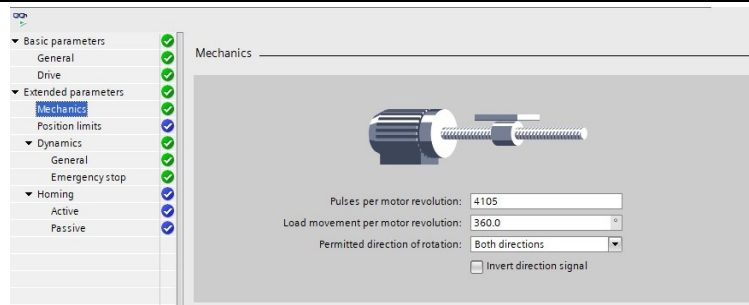 Basic parameters
General
Drive
Extended parameters
Mechanics
Position limits
Dynamics
General
Emergency stop
Homing
Active
Passive
Mechanics
Pulses per motor revolution: 4105
Load movement per motor revolution: 360.0 °
Permitted direction of rotation: Both directions
Invert direction signal